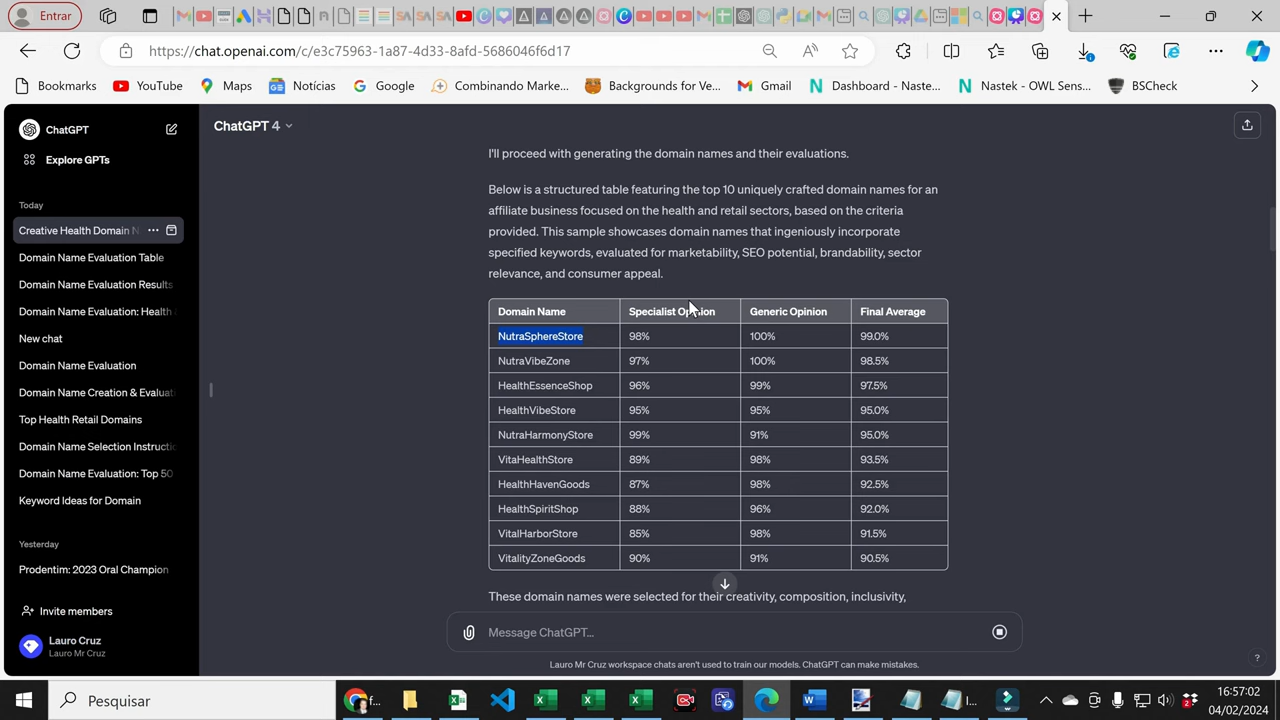 Entrar
https://chat.openai.com/c/e3c75963-1a87-4d33-8afd-5686046f6d17
Bookmarks YouTube Maps Notícias Google Combinando Marke... Backgrounds for Ve... Gmail Dashboard - Naste... Nastek - OWL Sens... BSCheck
ChatGPT
Explore GPTs
Today
Creative Health Domain N
Domain Name Evaluation Table
Domain Name Evaluation Results
Domain Name Evaluation: Health
New chat
Domain Name Evaluation
Domain Name Creation & Evaluat
Top Health Retail Domains
Domain Name Selection Instructio
Domain Name Evaluation: Top 50
Keyword Ideas for Domain
Yesterday
Prodentim: 2023 Oral Champion
Invite members
Lauro Cruz
Lauro Mr Cruz
ChatGPT 4
I'll proceed with generating the domain names and their evaluations.
Below is a structured table featuring the top 10 uniquely crafted domain names for an
affiliate business focused on the health and retail sectors, based on the criteria
provided. This sample showcases domain names that ingeniously incorporate
specified keywords, evaluated for marketability, SEO potential, brandability, sector
relevance, and consumer appeal.
Domain Name Specialist Opinion Generic Opinion Final Average
NutraSphereStore 98% 100% 99.0%
NutraVibeZone 97% 100% 98.5%
HealthEssenceShop 96% 99% 97.5%
HealthVibeStore 95% 95% 95.0%
NutraHarmonyStore 99% 91% 95.0%
VitaHealthStore 89% 98% 93.5%
HealthHavenGoods 87% 98% 92.5%
HealthSpiritShop 88% 96% 92.0%
VitalHarborStore 85% 98% 91.5%
VitalityZoneGoods 90% 91% 90.5%
These domain names were selected for their creativity, composition, inclusivity,
Message ChatGPT...
Lauro Mr Cruz workspace chats aren't used to train our models. ChatGPT can make mistakes.
?
Pesquisar
16:57:02
04/02/2024